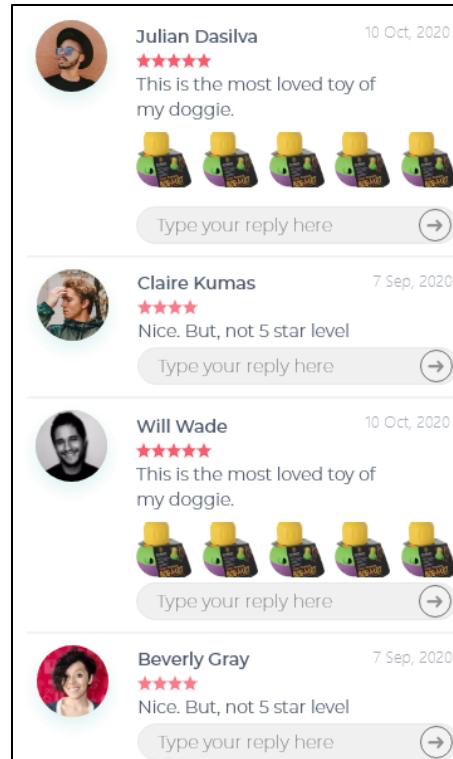 Julian Dasilva 10 Oct, 2020
This is the most loved toy of
my doggie.
Type your reply here
Claire Kumas 7 Sep, 2020
Nice. But, not 5 star level
Type your reply here
Will Wade 10 Oct, 2020
This is the most loved toy of
my doggie.
Type your reply here
Beverly Gray 7 Sep, 2020
Nice. But, not 5 star level
Type your reply here